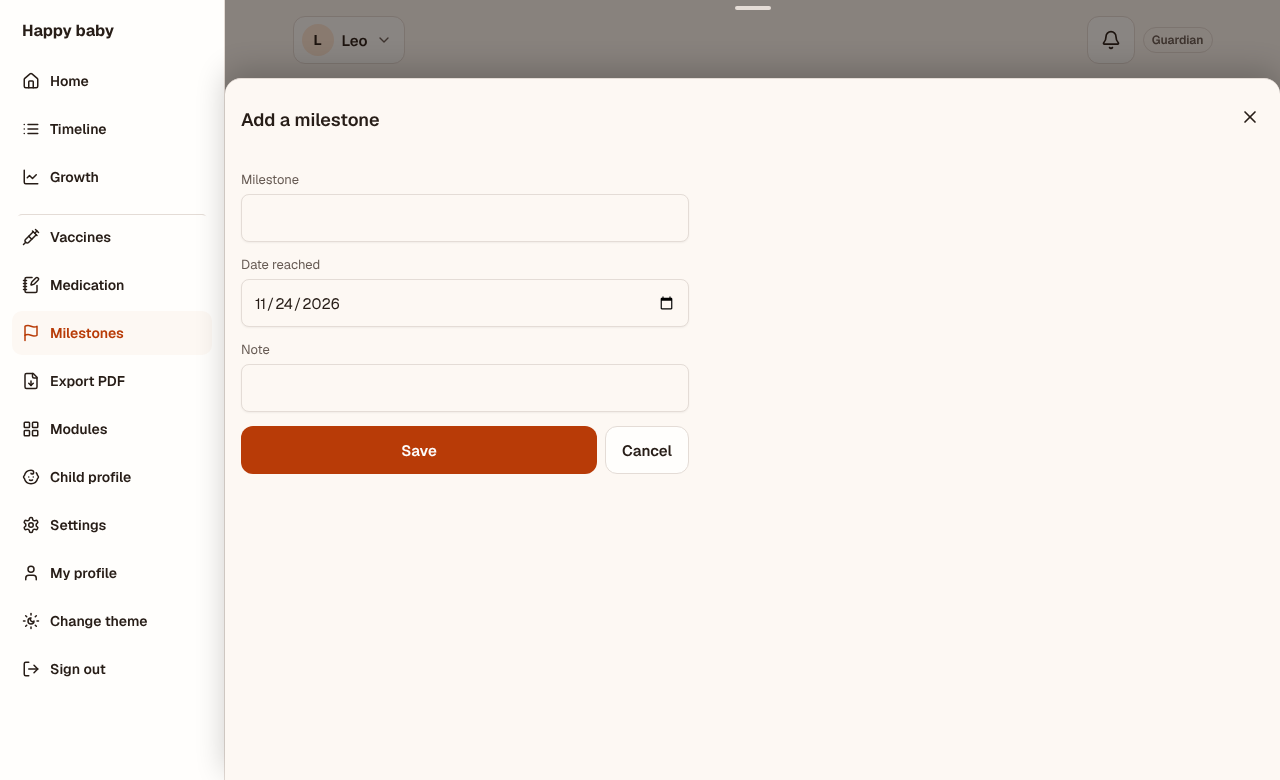 Happy baby
Home
Timeline
Growth
Vaccines
Medication
Milestones
Export PDF
Modules
Child profile
Settings
My profile
Change theme
Sign out
L Leo
Guardian
Add a milestone
Milestone
Date reached
11/24/2026
Note
Save Cancel